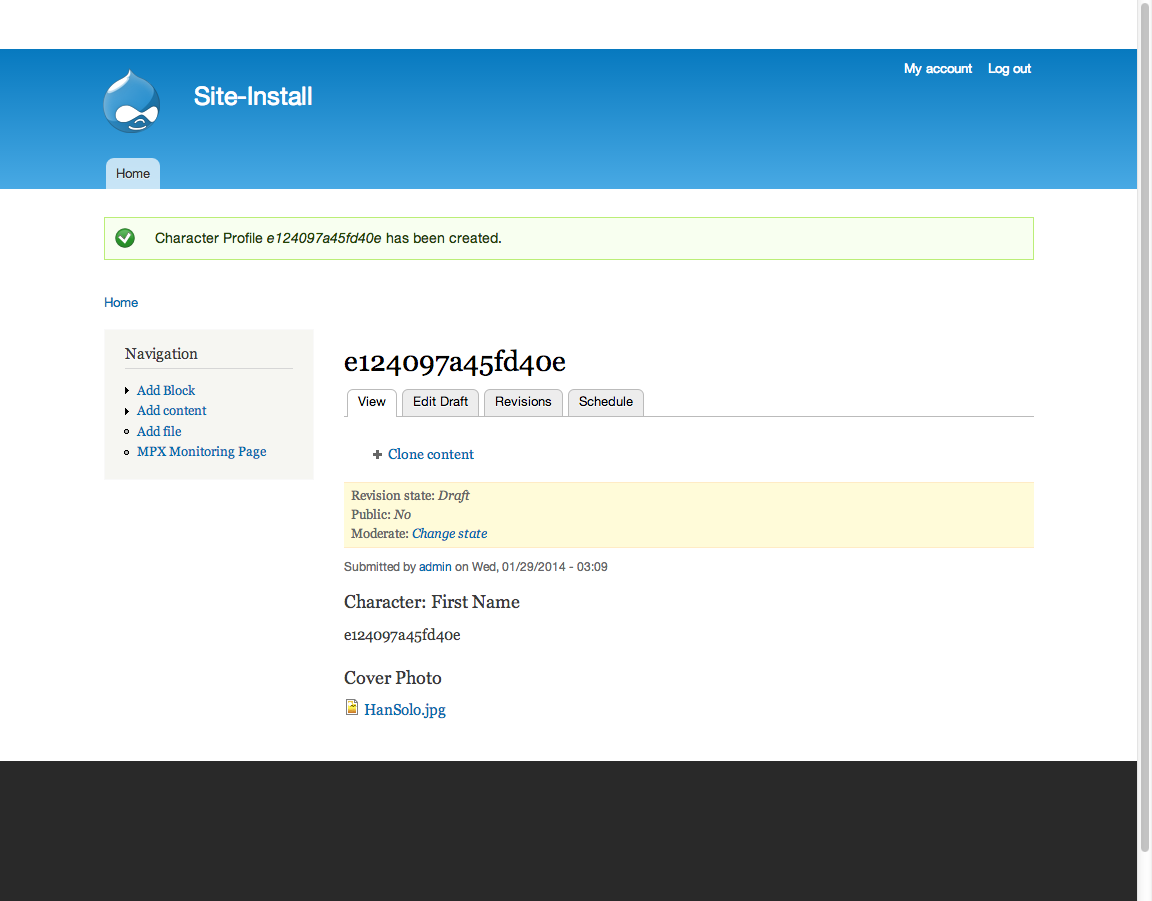 My account Log out
Site-Install
Home
Character Profile e124097a45fd40e has been created.
Home
Navigation
Add Block
Add content
Add file
MPX Monitoring Page
e124097a45fd40e
View Edit Draft Revisions Schedule
Clone content
Revision state: Draft
Public: No
Moderate: Change state
Submitted by admin on Wed, 01/29/2014 - 03:09
Character: First Name
e124097a45fd40e
Cover Photo
HanSolo.jpg